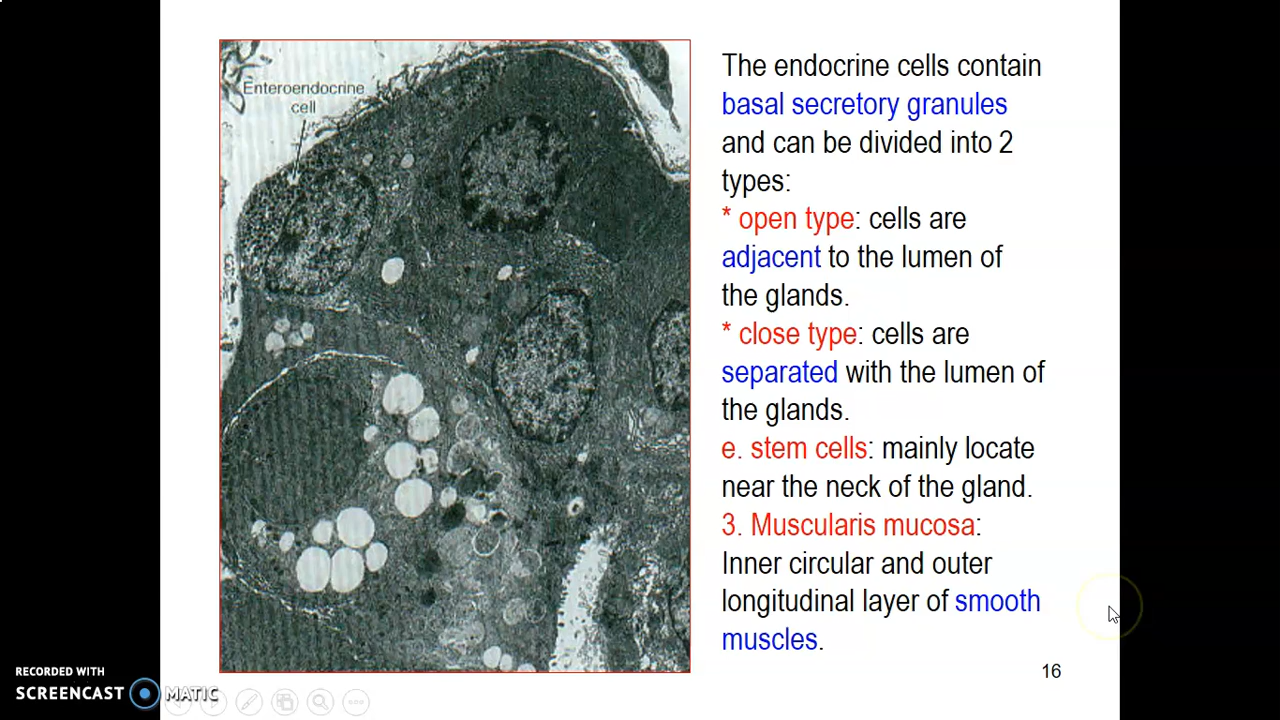 Enteroendocrine
cell
The endocrine cells contain
basal secretory granules
and can be divided into 2
types:
* open type: cells are
adjacent to the lumen of
the glands.
* close type: cells are
separated with the lumen of
the glands.
e. stem cells: mainly locate
near the neck of the gland.
3. Muscularis mucosa:
Inner circular and outer
longitudinal layer of smooth
muscles.
16
RECORDED WITH
SCREENCAST MATIC